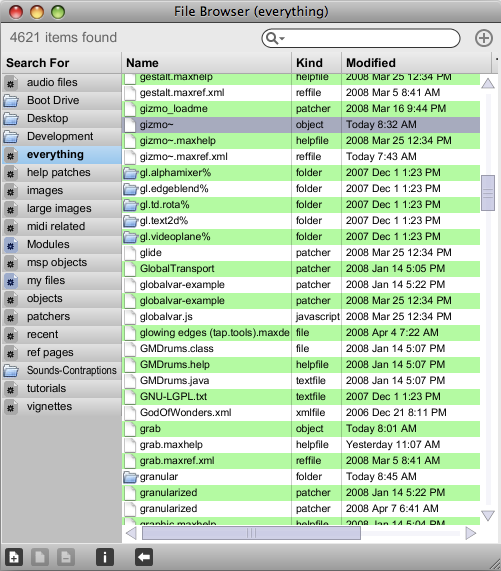 File Browser (everything)
4621 items found
Search For
audio files
Boot Drive
Desktop
Development
everything
help patches
images
large images
midi related
Modules
msp objects
my files
objects
patchers
recent
ref pages
Sounds-Contraptions
tutorials
vignettes
Name Kind Modified
gestalt.maxhelp helpfile 2008 Mar 25 12:34 PM
gestalt.maxref.xml reffile 2008 Mar 5 8:41 AM
gizmo_loadme patcher 2008 Mar 16 9:44 PM
gizmo~ object Today 8:32 AM
gizmo~.maxhelp helpfile 2008 Mar 25 12:34 PM
gizmo~.maxref.xml reffile Today 7:43 AM
gl.alphamixer% folder 2007 Dec 1 1:23 PM
gl.edgeblend% folder 2007 Dec 1 1:23 PM
gl.td.rota% folder 2007 Dec 1 1:23 PM
gl.text2d% folder 2007 Dec 1 1:23 PM
gl.videoplane% folder 2007 Dec 1 1:23 PM
glide patcher 2008 Mar 25 12:34 PM
GlobalTransport patcher 2008 Jan 14 5:05 PM
globalvar-example patcher 2008 Jan 14 5:22 PM
globalvar-example patcher 2008 Mar 25 12:34 PM
globalvar.js javascript 2008 Mar 25 12:34 PM
glowing edges (tap.tools).maxde file 2008 Apr 4 7:22 AM
GMDrums.class file 2008 Jan 14 5:07 PM
GMDrums.help helpfile 2008 Jan 14 5:07 PM
GMDrums.java textfile 2008 Jan 14 5:07 PM
GNU-LGPL.txt textfile 2007 Dec 1 1:23 PM
GodOfWonders.xml xmlfile 2006 Dec 21 8:11 PM
grab object Today 8:01 AM
grab.maxhelp helpfile Yesterday 11:07 AM
grab.maxref.xml reffile 2008 Mar 5 8:41 AM
granular folder Today 8:45 AM
granularized patcher 2008 Jan 14 5:22 PM
granularized patcher 2008 Apr 7 6:41 AM
graphic.maxhelp helpfile 2008 Jan 14 5:04 PM